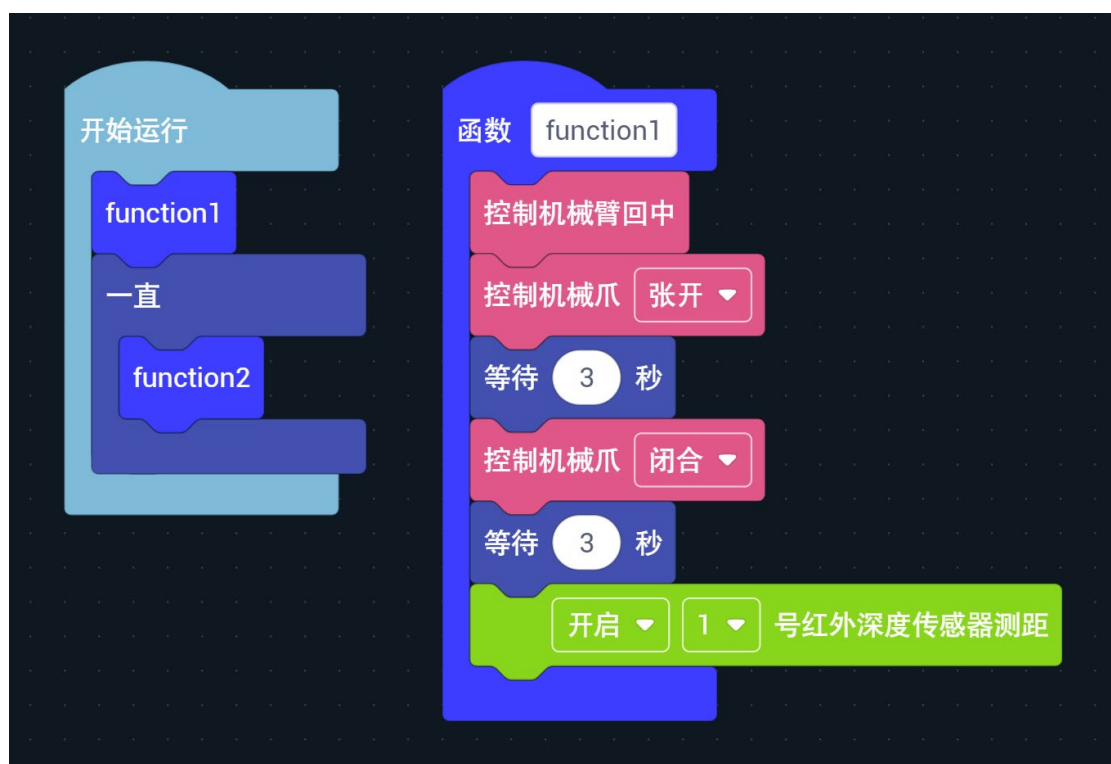 开始运行
function1
一直
function2
函数 function1
控制机械臂回中
控制机械爪 张开
等待 3 秒
控制机械爪 闭合
等待 3 秒
开启 1 号红外深度传感器测距